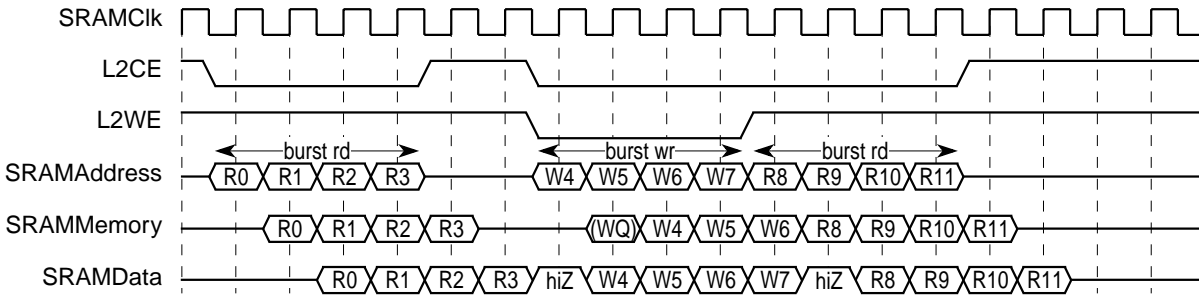 SRAMClk
L2CE
L2WE
burst rd burst wr burst rd
SRAMAddress R0 R1 R2 R3 W4 W5 W6 W7 R8 R9 R10 R11
SRAMMemory R0 R1 R2 R3 (WQ) W4 W5 W6 R8 R9 R10 R11
SRAMData R0 R1 R2 R3 hiZ W4 W5 W6 W7 hiZ R8 R9 R10 R11